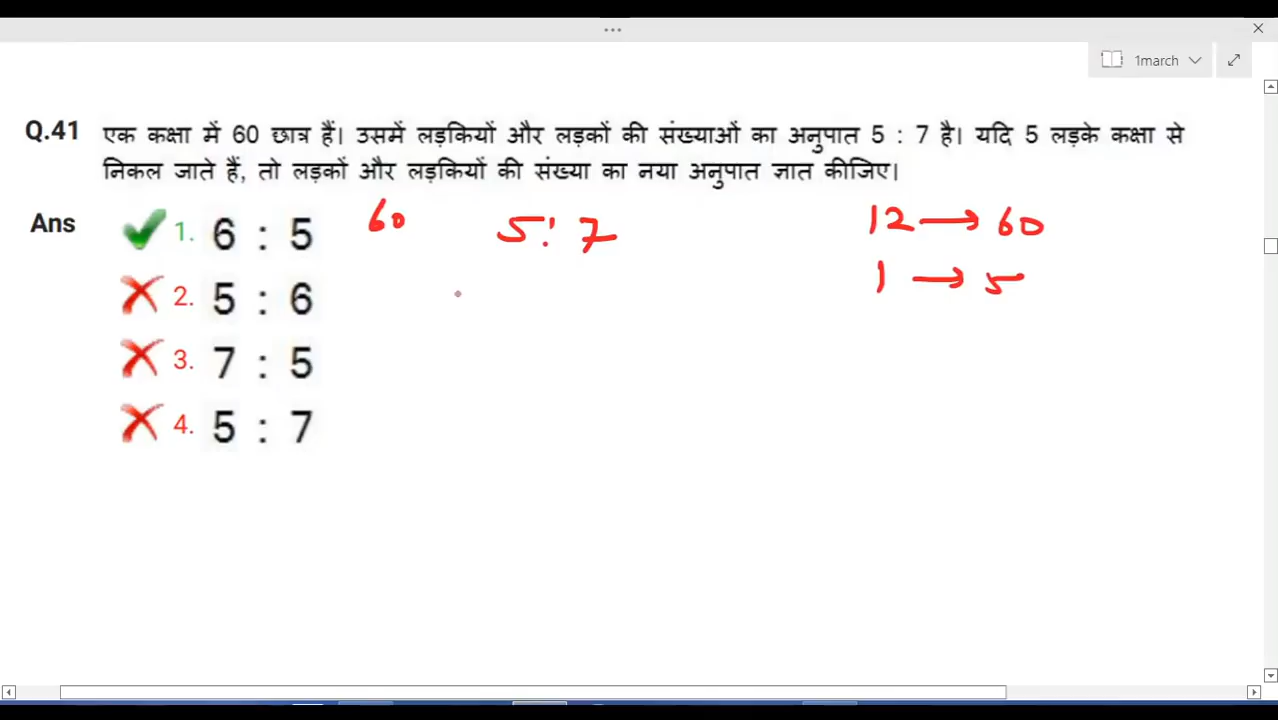 1march
Q.41 एक कक्षा में 60 छात्र हैं। उसमें लड़कियों और लड़कों की संख्याओं का अनुपात 5 : 7 है। यदि 5 लड़के कक्षा से
निकल जाते हैं, तो लड़कों और लड़कियों की संख्या का नया अनुपात ज्ञात कीजिए।
Ans 1. 6 : 5 60 5:7 12 → 60
1 → 5
2. 5 : 6
3. 7 : 5
4. 5 : 7